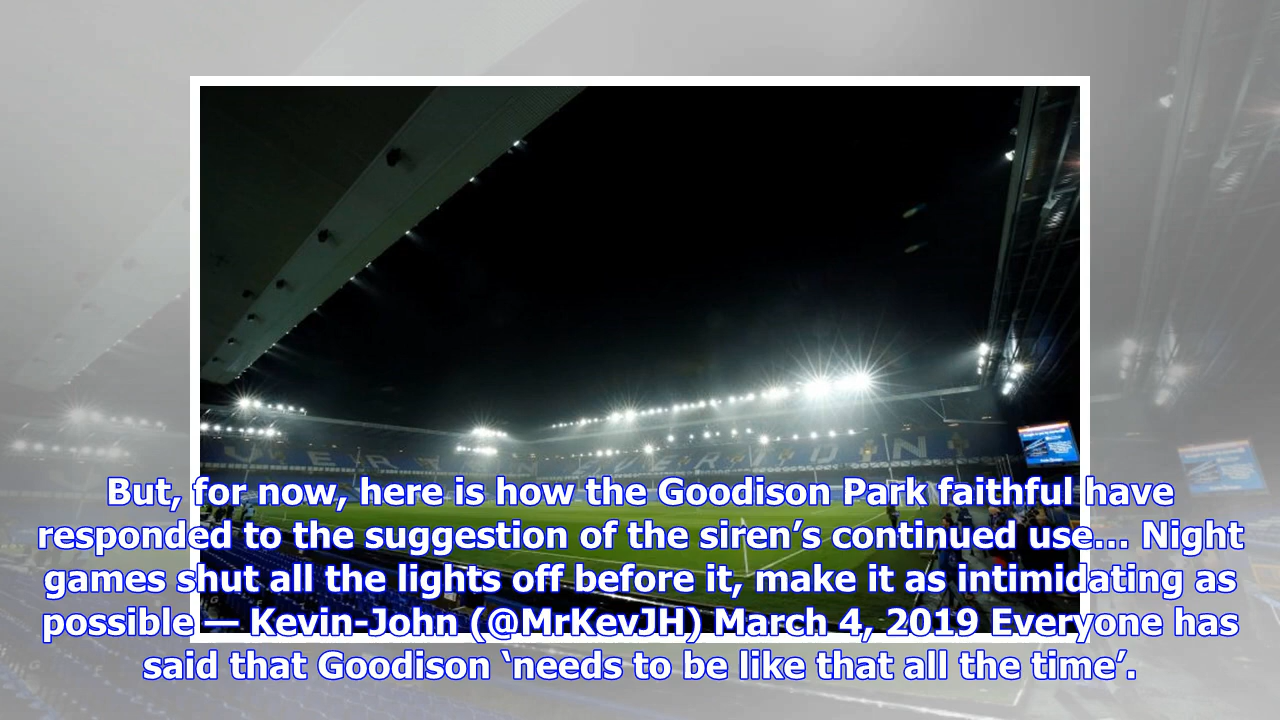 But, for now, here is how the Goodison Park faithful have
responded to the suggestion of the siren’s continued use... Night
games shut all the lights off before it, make it as intimidating as
possible — Kevin-John (@MrKevJH) March 4, 2019 Everyone has
said that Goodison ‘needs to be like that all the time’.